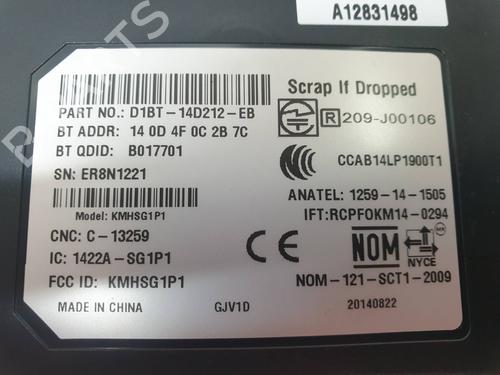 A12831498
Scrap If Dropped
PART NO.: D1BT-14D212-EB
R 209-J00106
BT ADDR: 14 0D 4F 0C 2B 7C
BT QDID: B017701
CCAB14LP1900T1
SN: ER8N1221
ANATEL: 1259-14-1505
Model: KMHSG1P1
IFT:RCPFOKM14-0294
CNC: C-13259
CE
NOM
MR
NYCE
IC: 1422A-SG1P1
FCC ID: KMHSG1P1
NOM-121-SCT1-2009
MADE IN CHINA
GJV1D
20140822